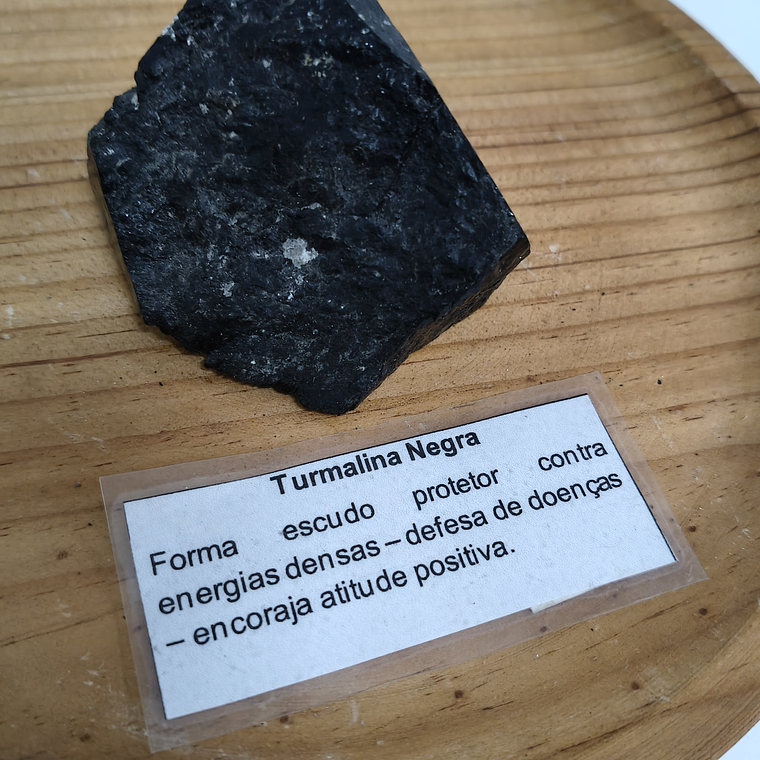 Turmalina Negra
Forma escudo protetor contra
energias densas – defesa de doenças
– encoraja atitude positiva.